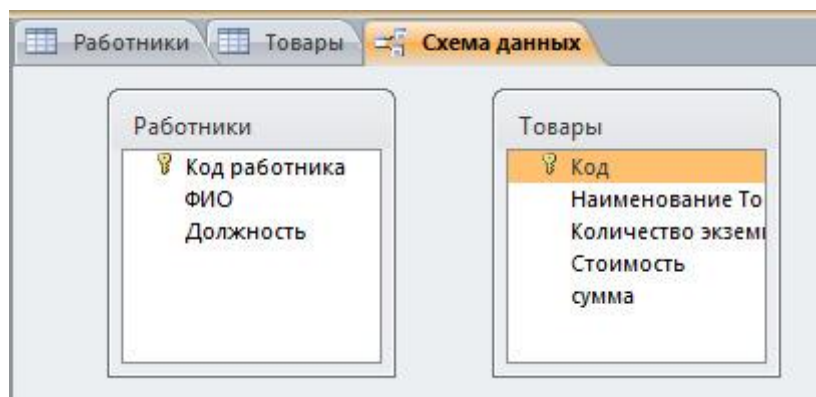 Работники Товары Схема данных
Работники
Код работника
ФИО
Должность
Товары
Код
Наименование То
Количество экзем
Стоимость
сумма